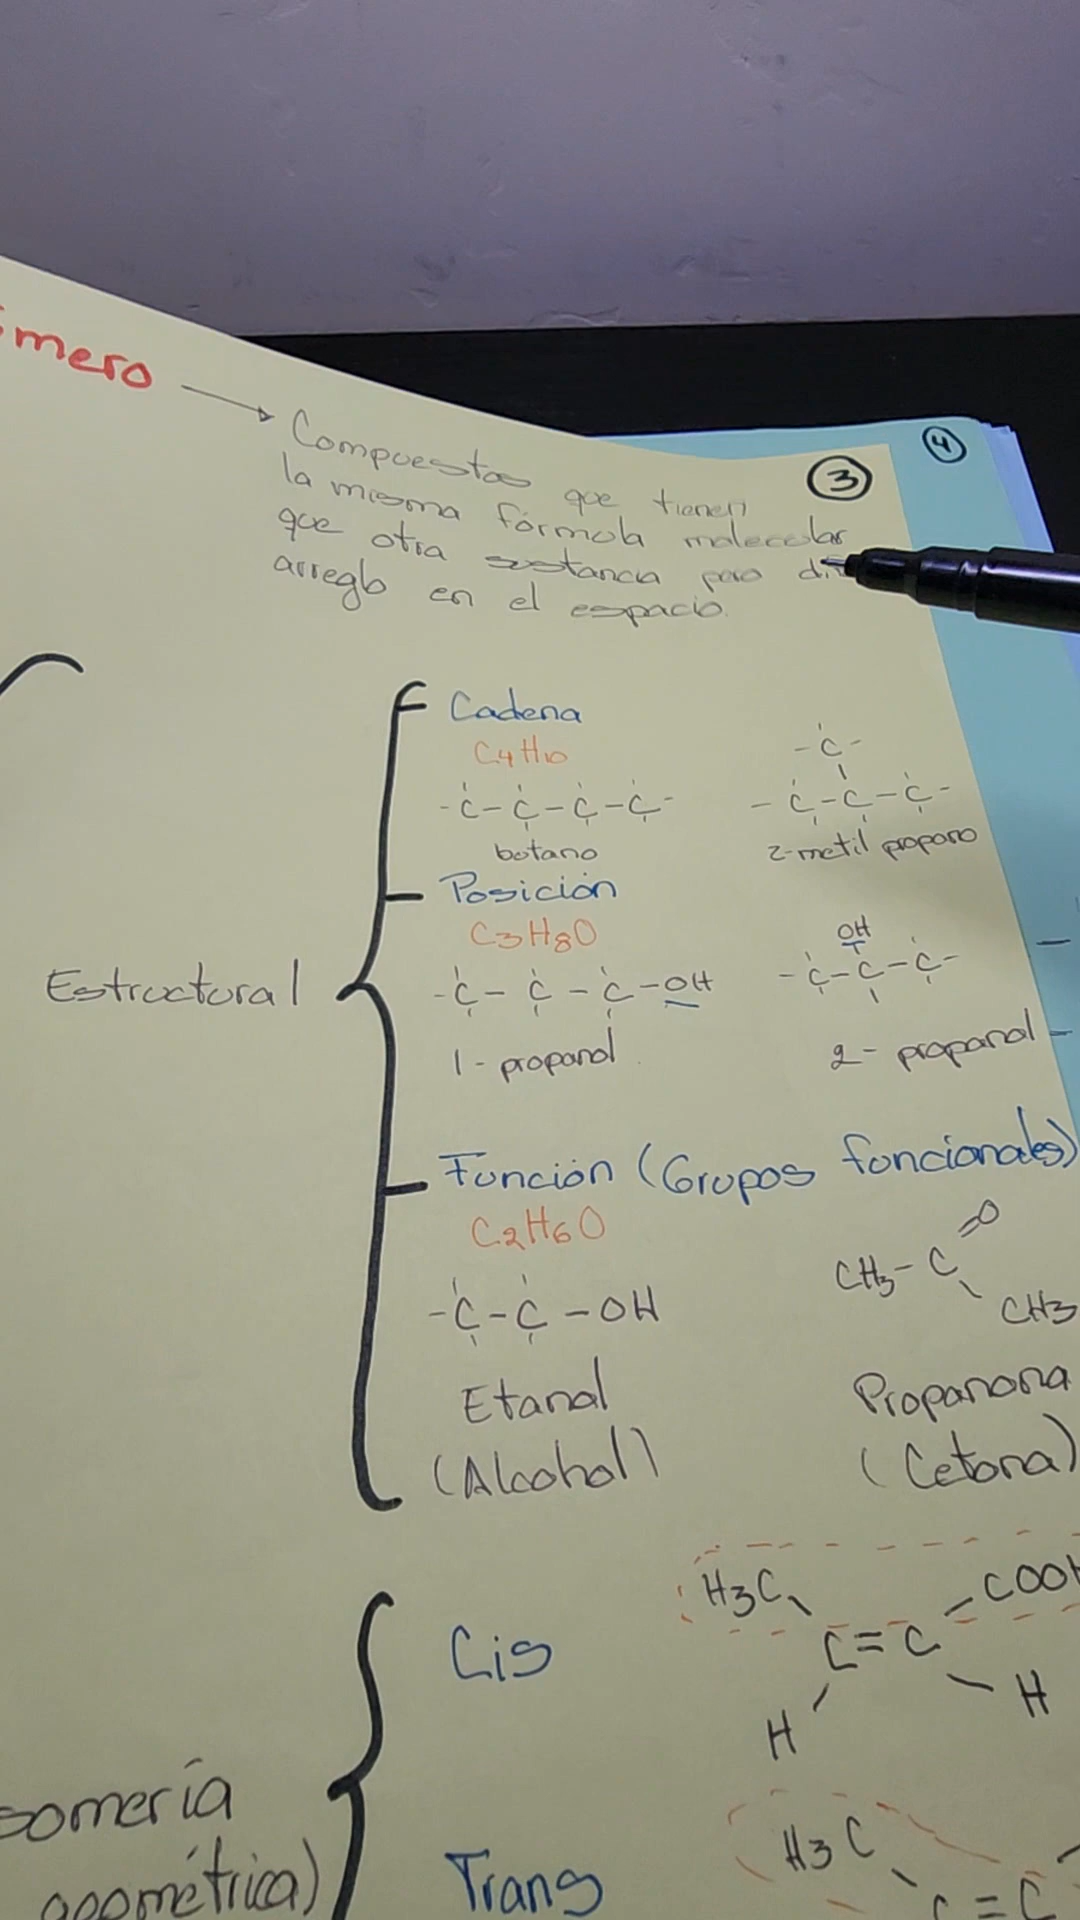 mero → Compuestos que tienen
la misma fórmula molecular
que otra sustancia pero di
arreglo en el espacio.
3
4
Cadena
C4H10
-C-C-C-C-
butano
-C-
-C-C-C-
2-metil propano
Posición
C3H8O
-C-C-C-OH
1-propanol
OH
-C-C-C-
2-propanol
Estructural
Función (Grupos funcionales)
C2H6O
-C-C-OH
Etanol
(Alcohol)
=O
CH3-C
CH3
Propanona
(Cetona)
Cis
H3C COOH
C=C
H H
somería
geométrica)
Trans
H3C
C=C